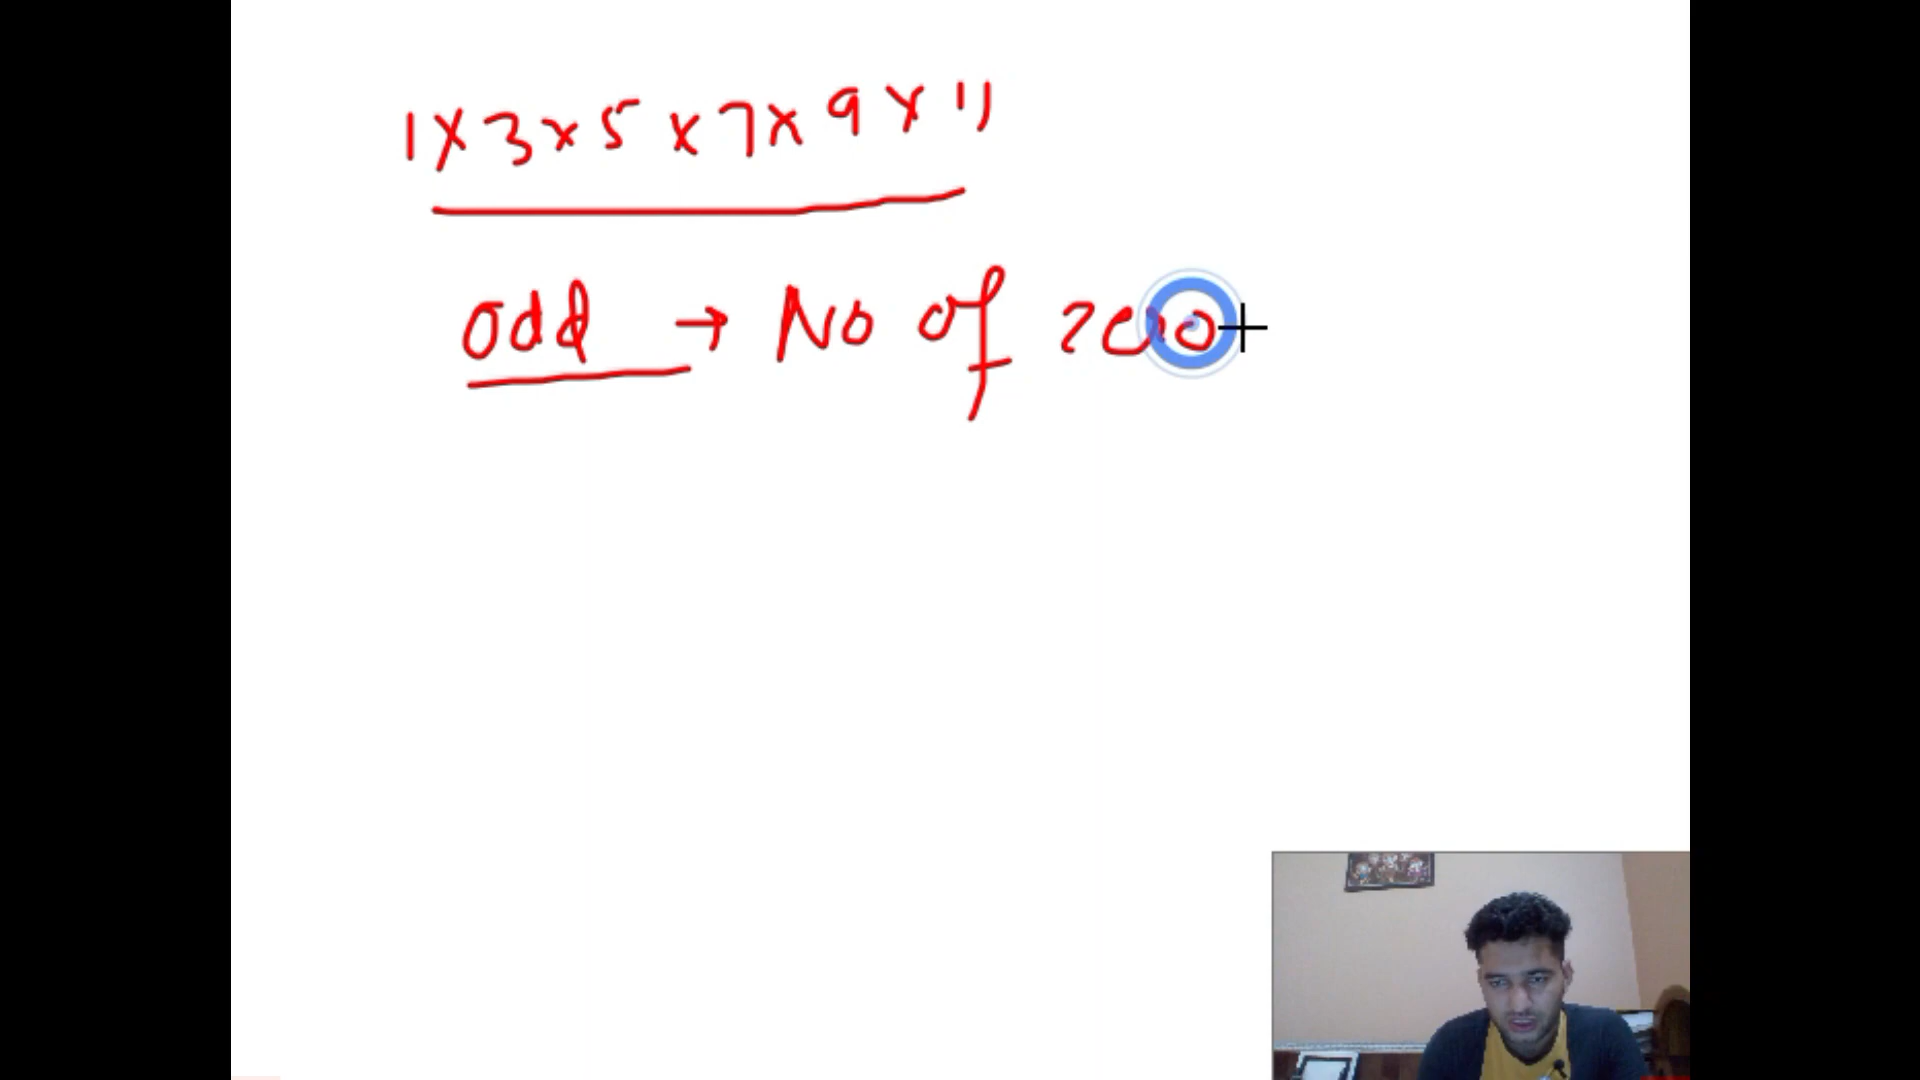 1 x 3 x 5 x 7 x 9 x 11
odd → No of zero